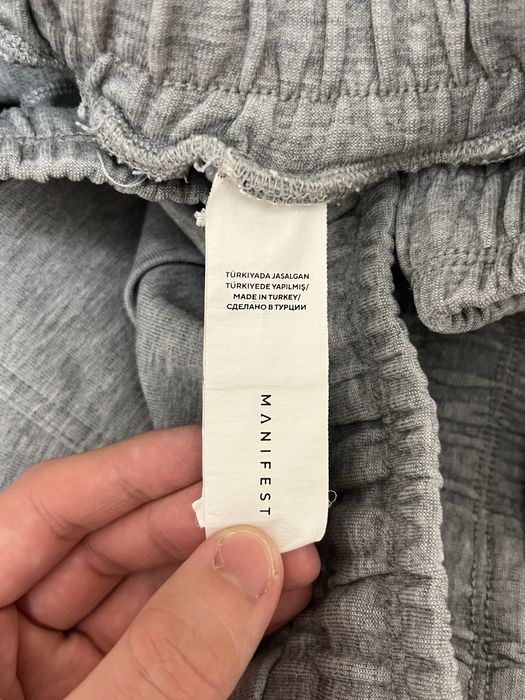 TÜRKIYADA JASALGAN
TÜRKIYEDE YAPILMIŞ/
MADE IN TURKEY/
СДЕЛАНО В ТУРЦИИ
MANIFEST